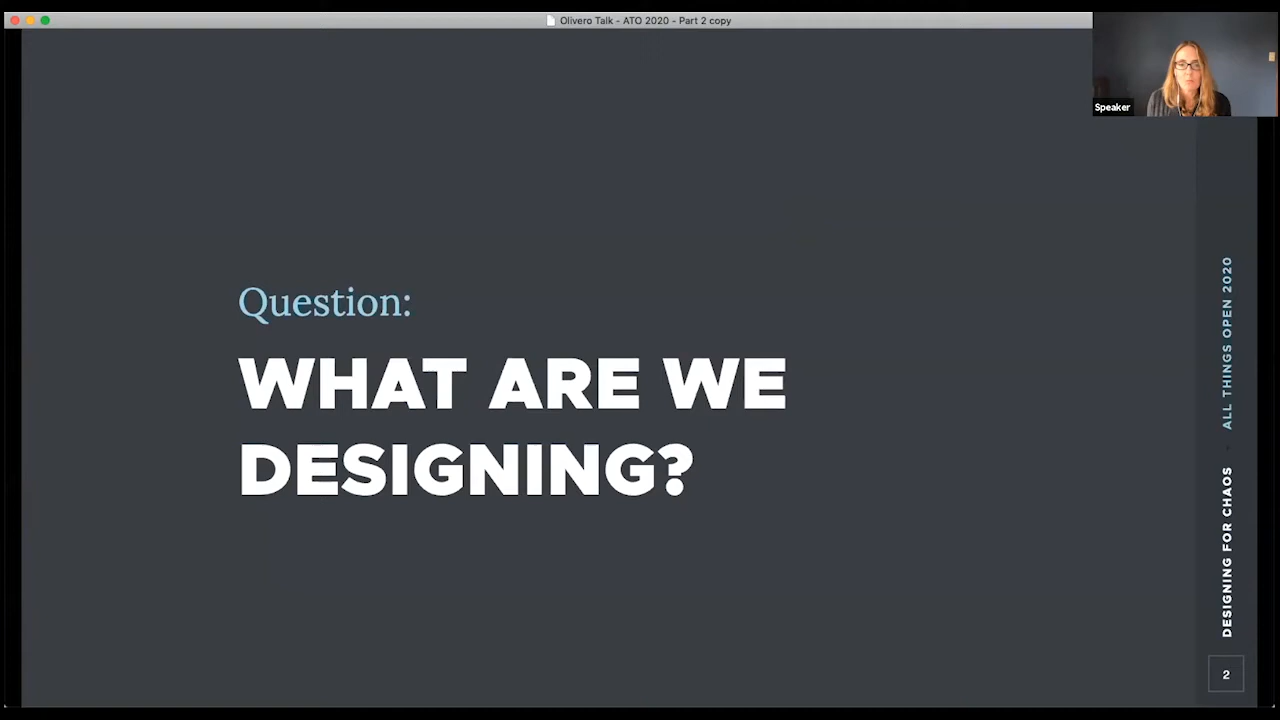 Olivero Talk - ATO 2020 - Part 2 copy
Speaker
Question:
WHAT ARE WE
DESIGNING?
DESIGNING FOR CHAOS - ALL THINGS OPEN 2020
2